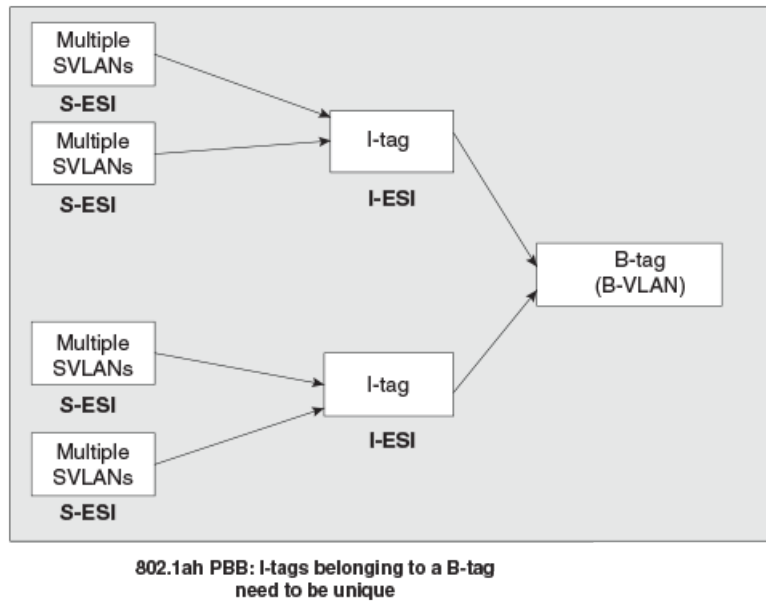 Multiple
SVLANs
S-ESI
Multiple
SVLANs
S-ESI
I-tag
I-ESI
B-tag
(B-VLAN)
Multiple
SVLANs
S-ESI
Multiple
SVLANs
S-ESI
I-tag
I-ESI
802.1ah PBB: I-tags belonging to a B-tag
need to be unique